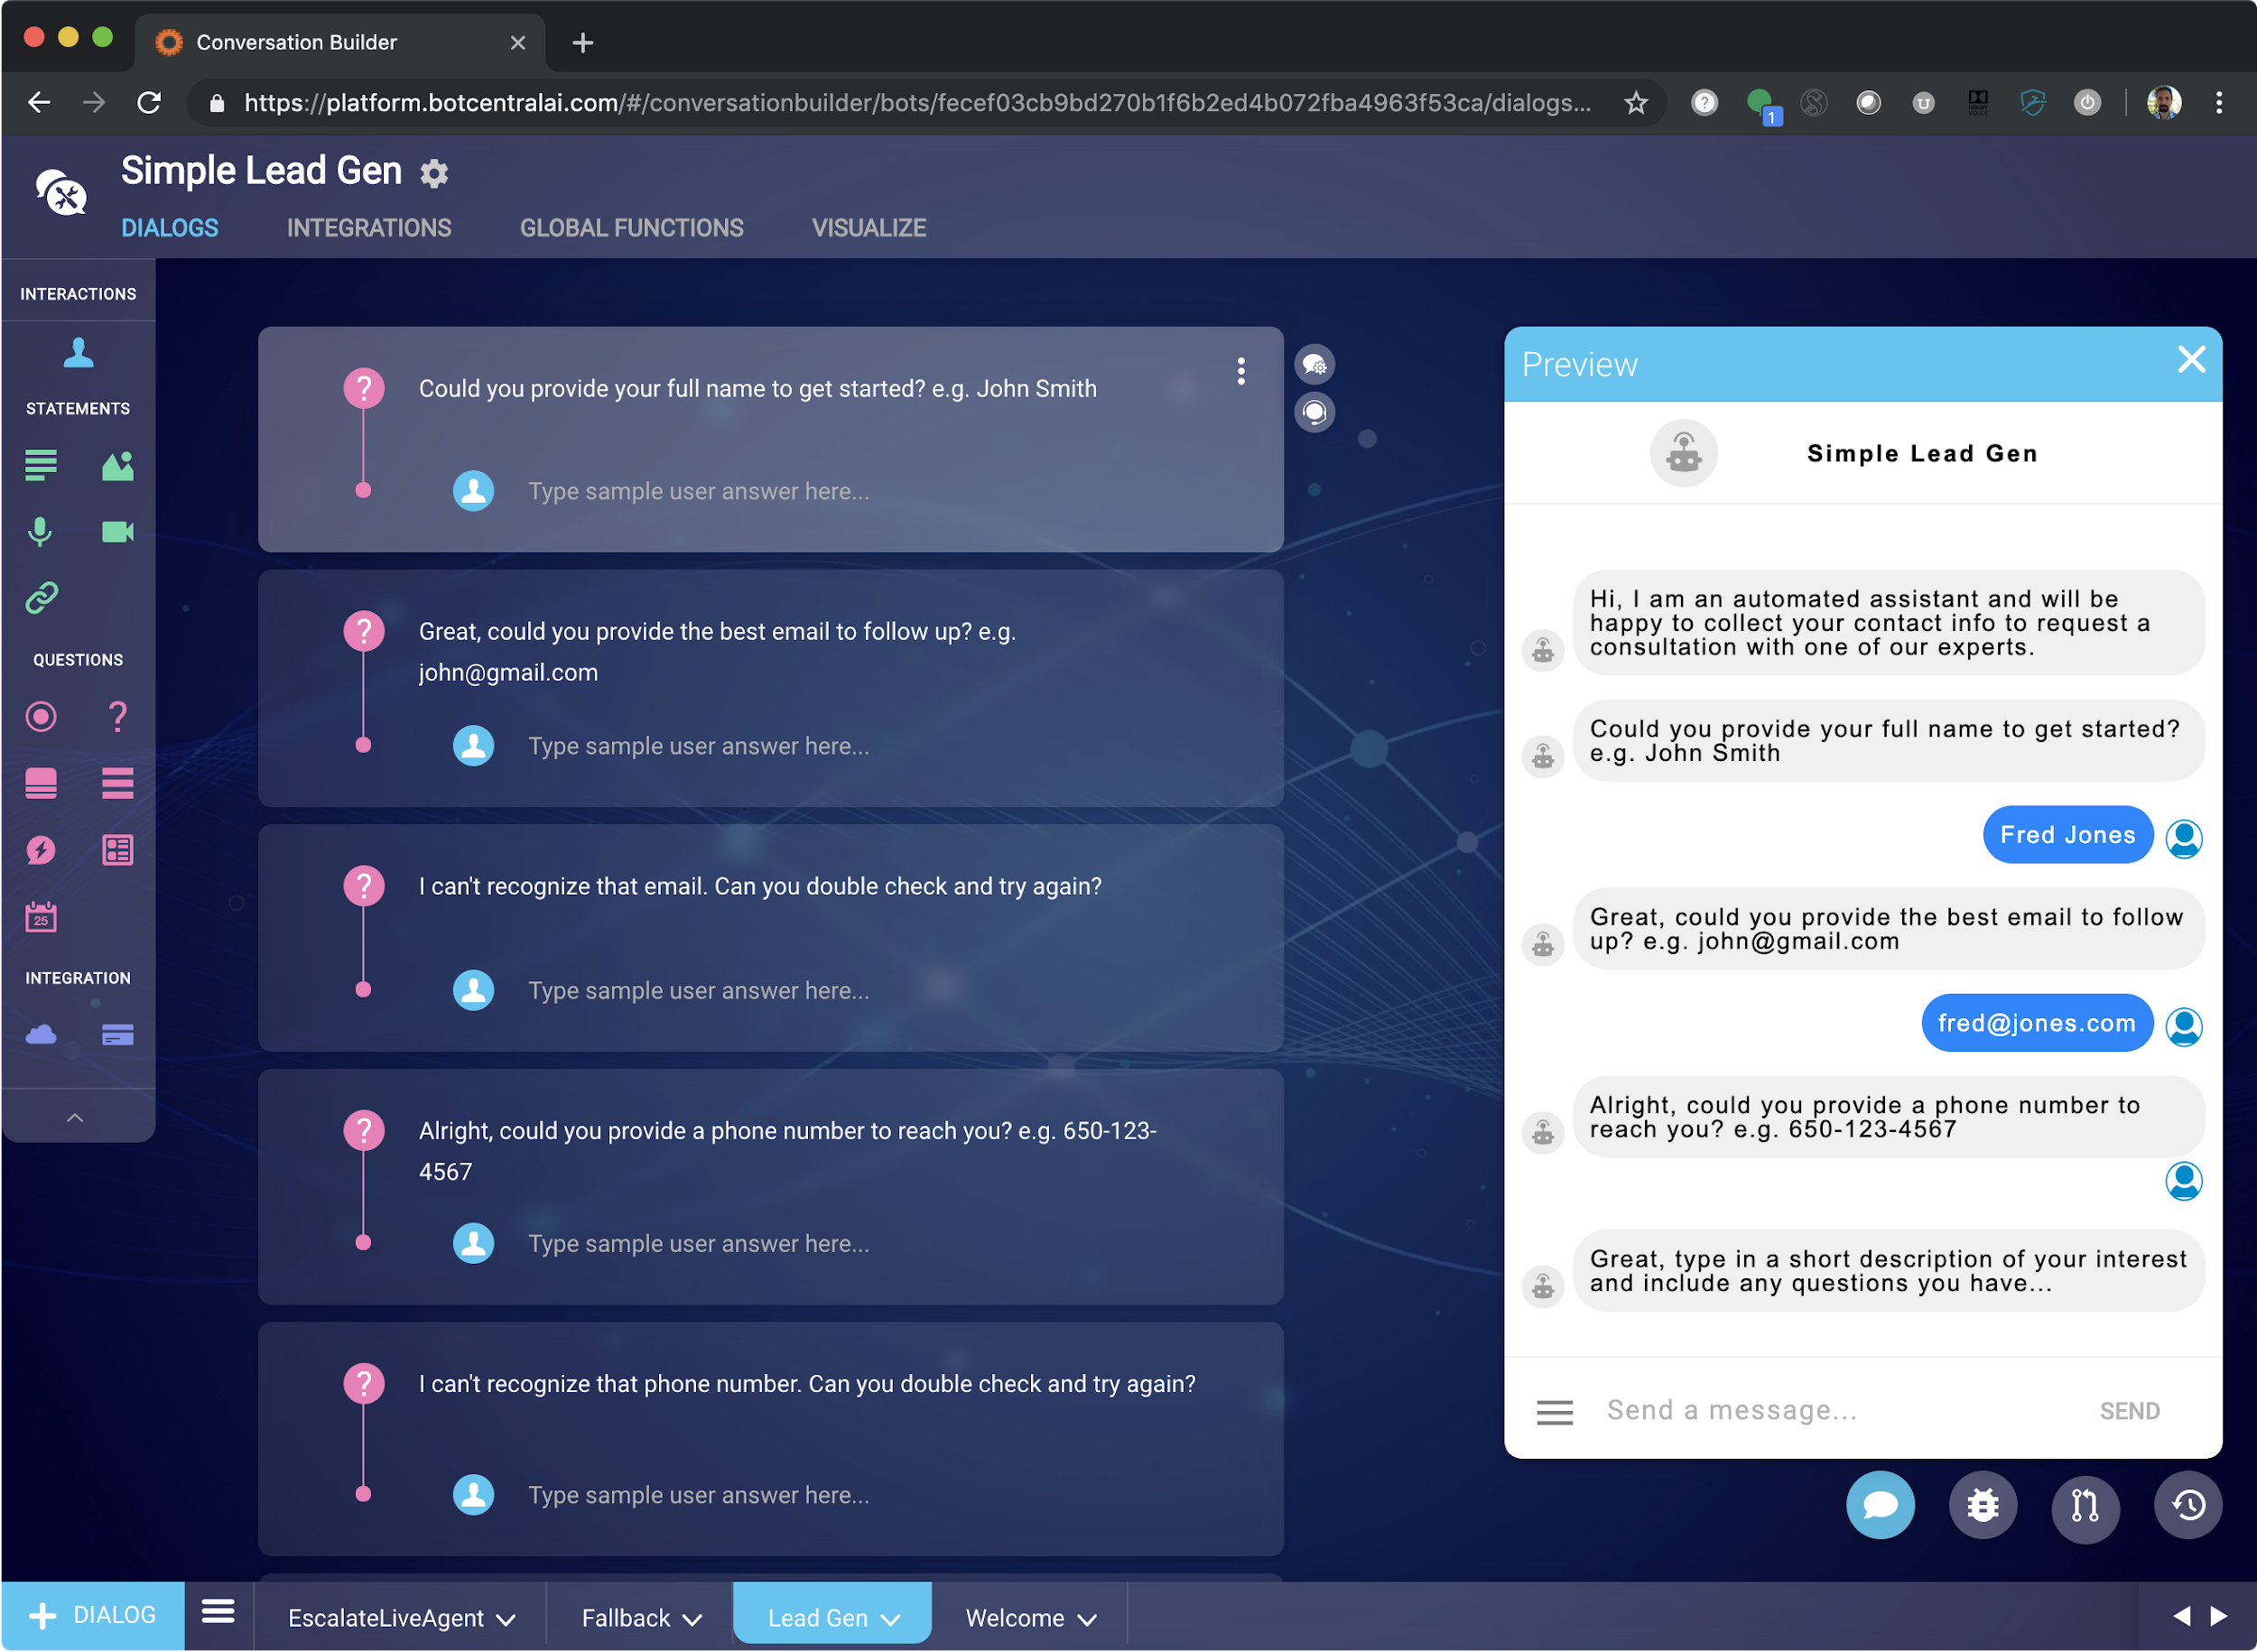 Conversation Builder
https://platform.botcentralai.com/#/conversationbuilder/bots/fecef03cb9bd270b1f6b2ed4b072fba4963f53ca/dialogs...
1
Simple Lead Gen
DIALOGS INTEGRATIONS GLOBAL FUNCTIONS VISUALIZE
INTERACTIONS
STATEMENTS
QUESTIONS
25
INTEGRATION
Could you provide your full name to get started? e.g. John Smith
Type sample user answer here...
Great, could you provide the best email to follow up? e.g.
john@gmail.com
Type sample user answer here...
I can't recognize that email. Can you double check and try again?
Type sample user answer here...
Alright, could you provide a phone number to reach you? e.g. 650-123-
4567
Type sample user answer here...
I can't recognize that phone number. Can you double check and try again?
Type sample user answer here...
Preview
Simple Lead Gen
Hi, I am an automated assistant and will be
happy to collect your contact info to request a
consultation with one of our experts.
Could you provide your full name to get started?
e.g. John Smith
Fred Jones
Great, could you provide the best email to follow
up? e.g. john@gmail.com
fred@jones.com
Alright, could you provide a phone number to
reach you? e.g. 650-123-4567
Great, type in a short description of your interest
and include any questions you have...
Send a message...
SEND
DIALOG
EscalateLiveAgent Fallback Lead Gen Welcome